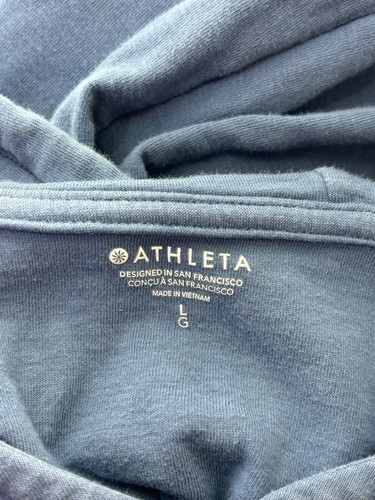 ATHLETA
DESIGNED IN SAN FRANCISCO
CONÇU À SAN FRANCISCO
MADE IN VIETNAM
L
G